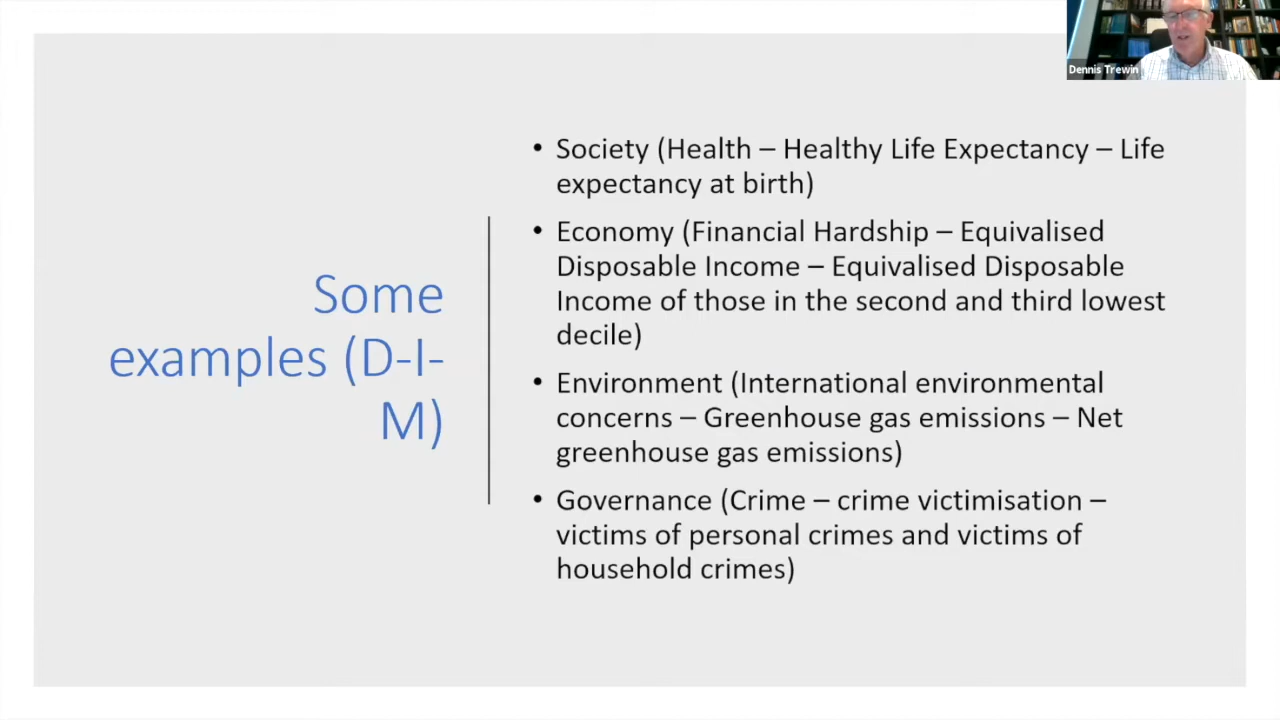 Dennis Trewin
Some
examples (D-I-
M)
• Society (Health – Healthy Life Expectancy – Life
expectancy at birth)
• Economy (Financial Hardship – Equivalised
Disposable Income – Equivalised Disposable
Income of those in the second and third lowest
decile)
• Environment (International environmental
concerns – Greenhouse gas emissions – Net
greenhouse gas emissions)
• Governance (Crime – crime victimisation –
victims of personal crimes and victims of
household crimes)